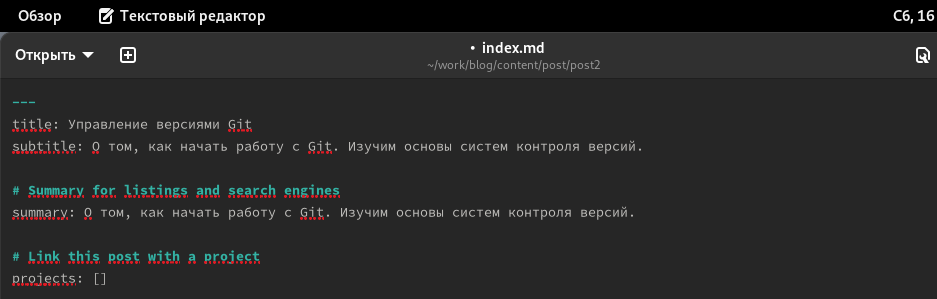 Обзор Текстовый редактор Сб, 16
Открыть • index.md
~/work/blog/content/post/post2
---
title: Управление версиями Git
subtitle: О том, как начать работу с Git. Изучим основы систем контроля версий.
# Summary for listings and search engines
summary: О том, как начать работу с Git. Изучим основы систем контроля версий.
# Link this post with a project
projects: []